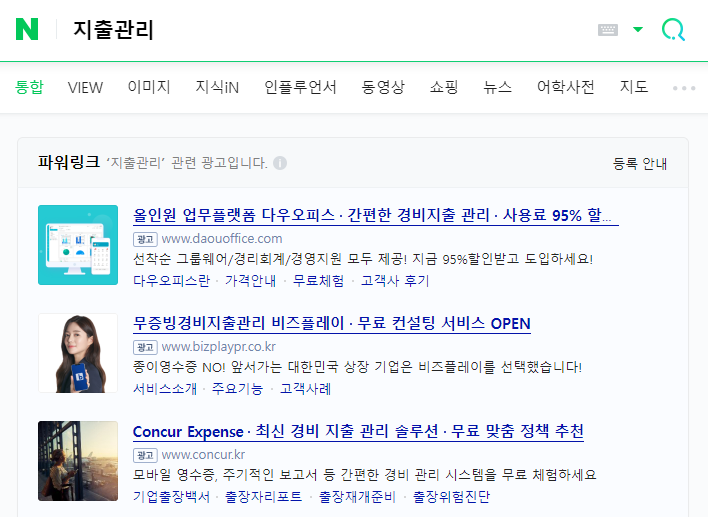 N 지출관리
통합 VIEW 이미지 지식iN 인플루언서 동영상 쇼핑 뉴스 어학사전 지도
파워링크 '지출관리' 관련 광고입니다. i 등록 안내
올인원 업무플랫폼 다우오피스 · 간편한 경비지출 관리 · 사용료 95% 할...
광고 www.daouoffice.com
선착순 그룹웨어/경리회계/경영지원 모두 제공! 지금 95%할인받고 도입하세요!
다우오피스란 · 가격안내 · 무료체험 · 고객사 후기
무증빙경비지출관리 비즈플레이 · 무료 컨설팅 서비스 OPEN
광고 www.bizplaypr.co.kr
종이영수증 NO! 앞서가는 대한민국 상장 기업은 비즈플레이를 선택했습니다!
서비스소개 · 주요기능 · 고객사례
Concur Expense · 최신 경비 지출 관리 솔루션 · 무료 맞춤 정책 추천
광고 www.concur.kr
모바일 영수증, 주기적인 보고서 등 간편한 경비 관리 시스템을 무료 체험하세요
기업출장백서 · 출장자리포트 · 출장재개준비 · 출장위험진단